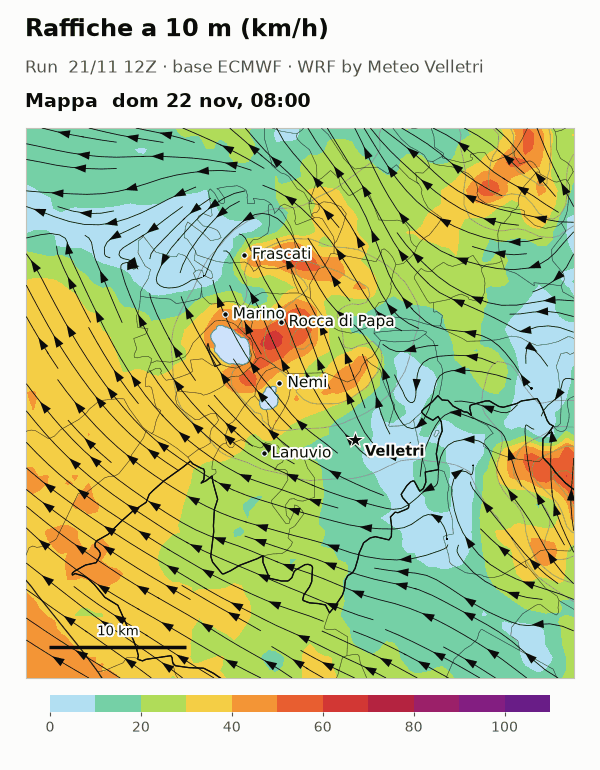 Raffiche a 10 m (km/h)
Run 21/11 12Z · base ECMWF · WRF by Meteo Velletri
Mappa dom 22 nov, 08:00
Frascati
Marino
Rocca di Papa
Nemi
Velletri
Lanuvio
10 km
0 20 40 60 80 100